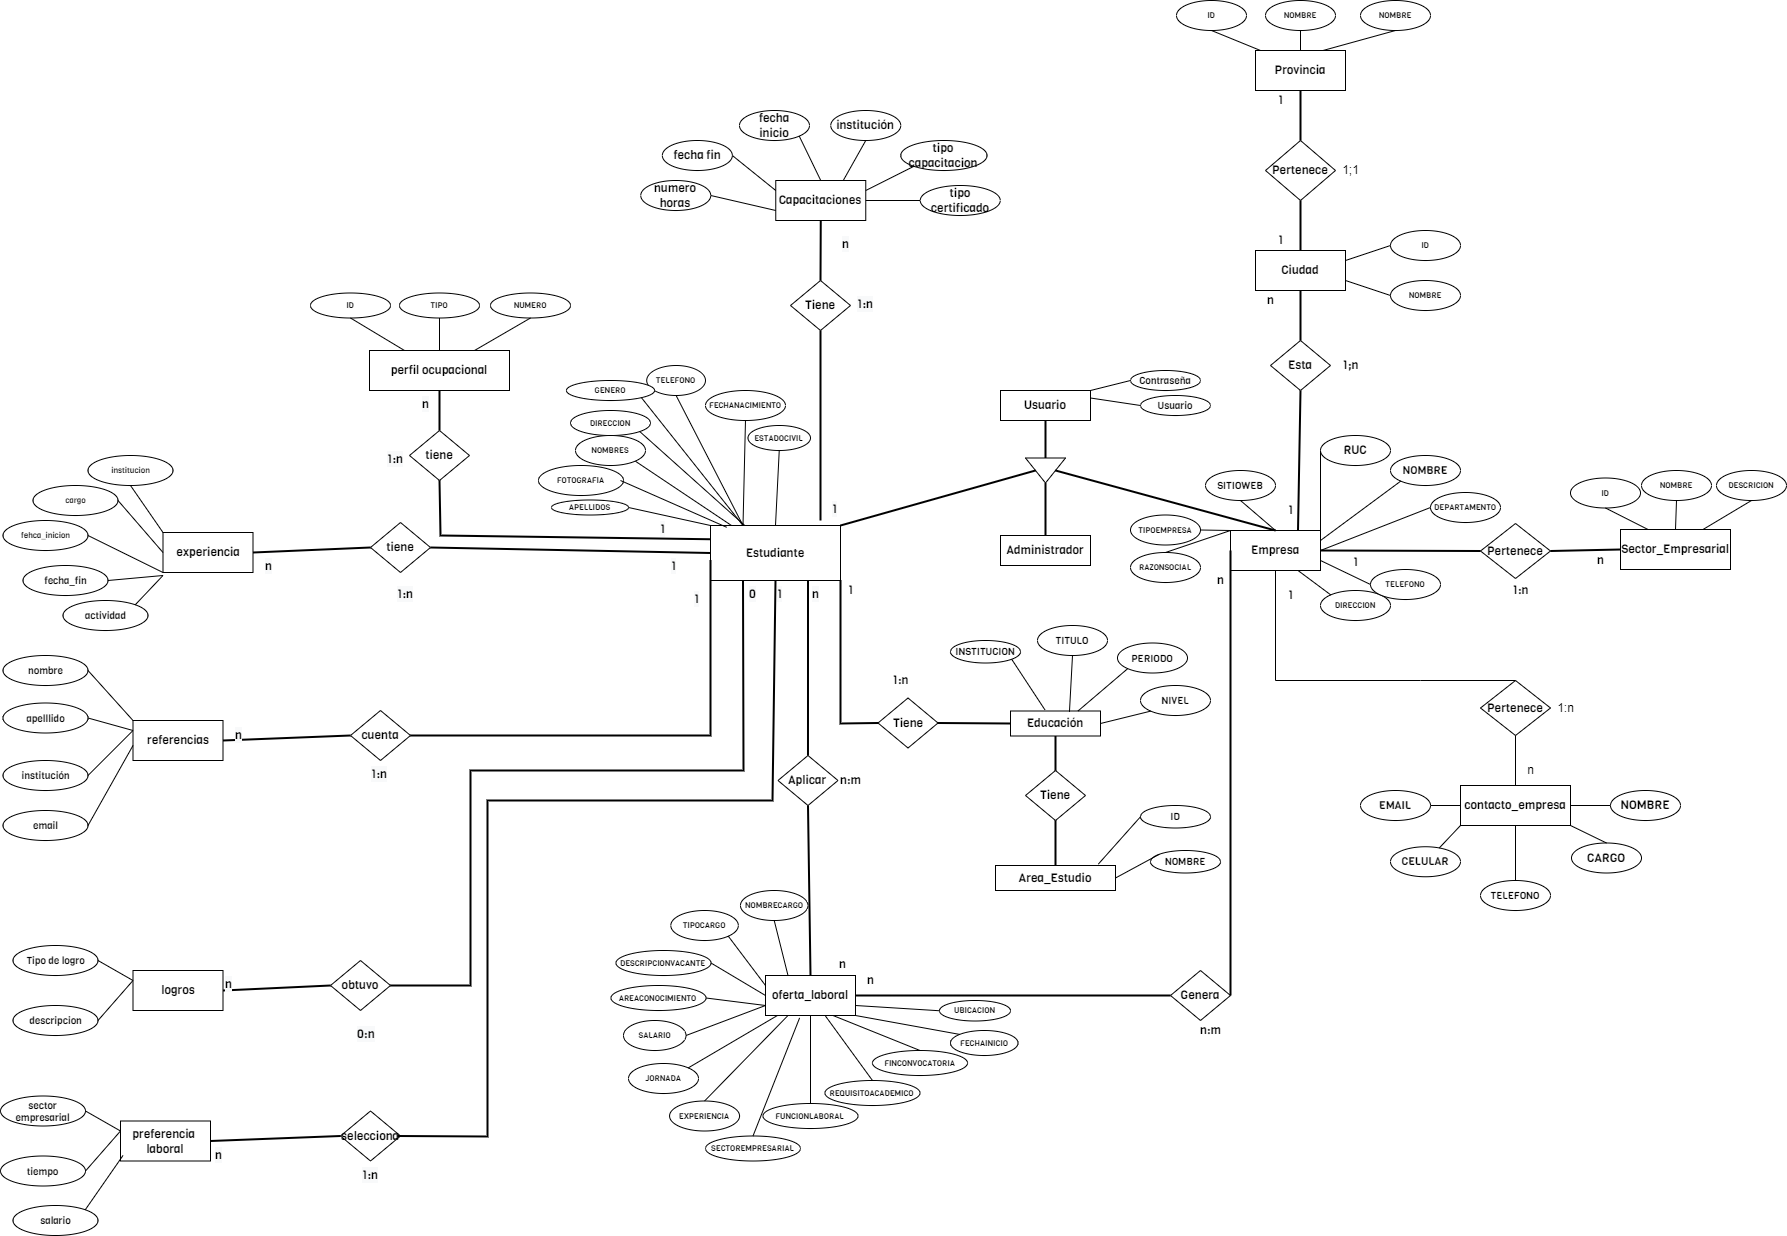 ID
NOMBRE
NOMBRE
Provincia
1
Pertenece
1;1
1
Ciudad
ID
NOMBRE
n
Esta
1;n
fecha
inicio
institución
fecha fin
tipo
capacitacion
numero
horas
Capacitaciones
tipo
certificado
n
Tiene
1:n
ID
TIPO
NUMERO
perfil ocupacional
n
1:n
tiene
TELEFONO
GENERO
FECHANACIMIENTO
DIRECCION
ESTADOCIVIL
NOMBRES
FOTOGRAFIA
APELLIDOS
Contraseña
Usuario
Usuario
Administrador
institucion
cargo
fehca_inicion
fecha_fin
actividad
experiencia
n
tiene
1:n
1
1
1
1
0
1
n
1
Estudiante
RUC
NOMBRE
SITIOWEB
DEPARTAMENTO
TIPOEMPRESA
RAZONSOCIAL
1
Empresa
n
1
1
TELEFONO
DIRECCION
Pertenece
1:n
n
ID
NOMBRE
DESCRICION
Sector_Empresarial
nombre
apelllido
institución
email
referencias
n
cuenta
1:n
INSTITUCION
TITULO
PERIODO
NIVEL
1:n
Tiene
Educación
Tiene
ID
NOMBRE
Area_Estudio
Pertenece
1:n
n
EMAIL
contacto_empresa
NOMBRE
CELULAR
CARGO
TELEFONO
Aplicar
n:m
Tipo de logro
descripcion
logros
n
obtuvo
0:n
NOMBRECARGO
TIPOCARGO
DESCRIPCIONVACANTE
AREACONOCIMIENTO
SALARIO
JORNADA
EXPERIENCIA
SECTOREMPRESARIAL
FUNCIONLABORAL
REQUISITOACADEMICO
FINCONVOCATORIA
FECHAINICIO
UBICACION
n
n
oferta_laboral
Genera
n:m
sector
empresarial
tiempo
salario
preferencia
laboral
n
selecciona
1:n